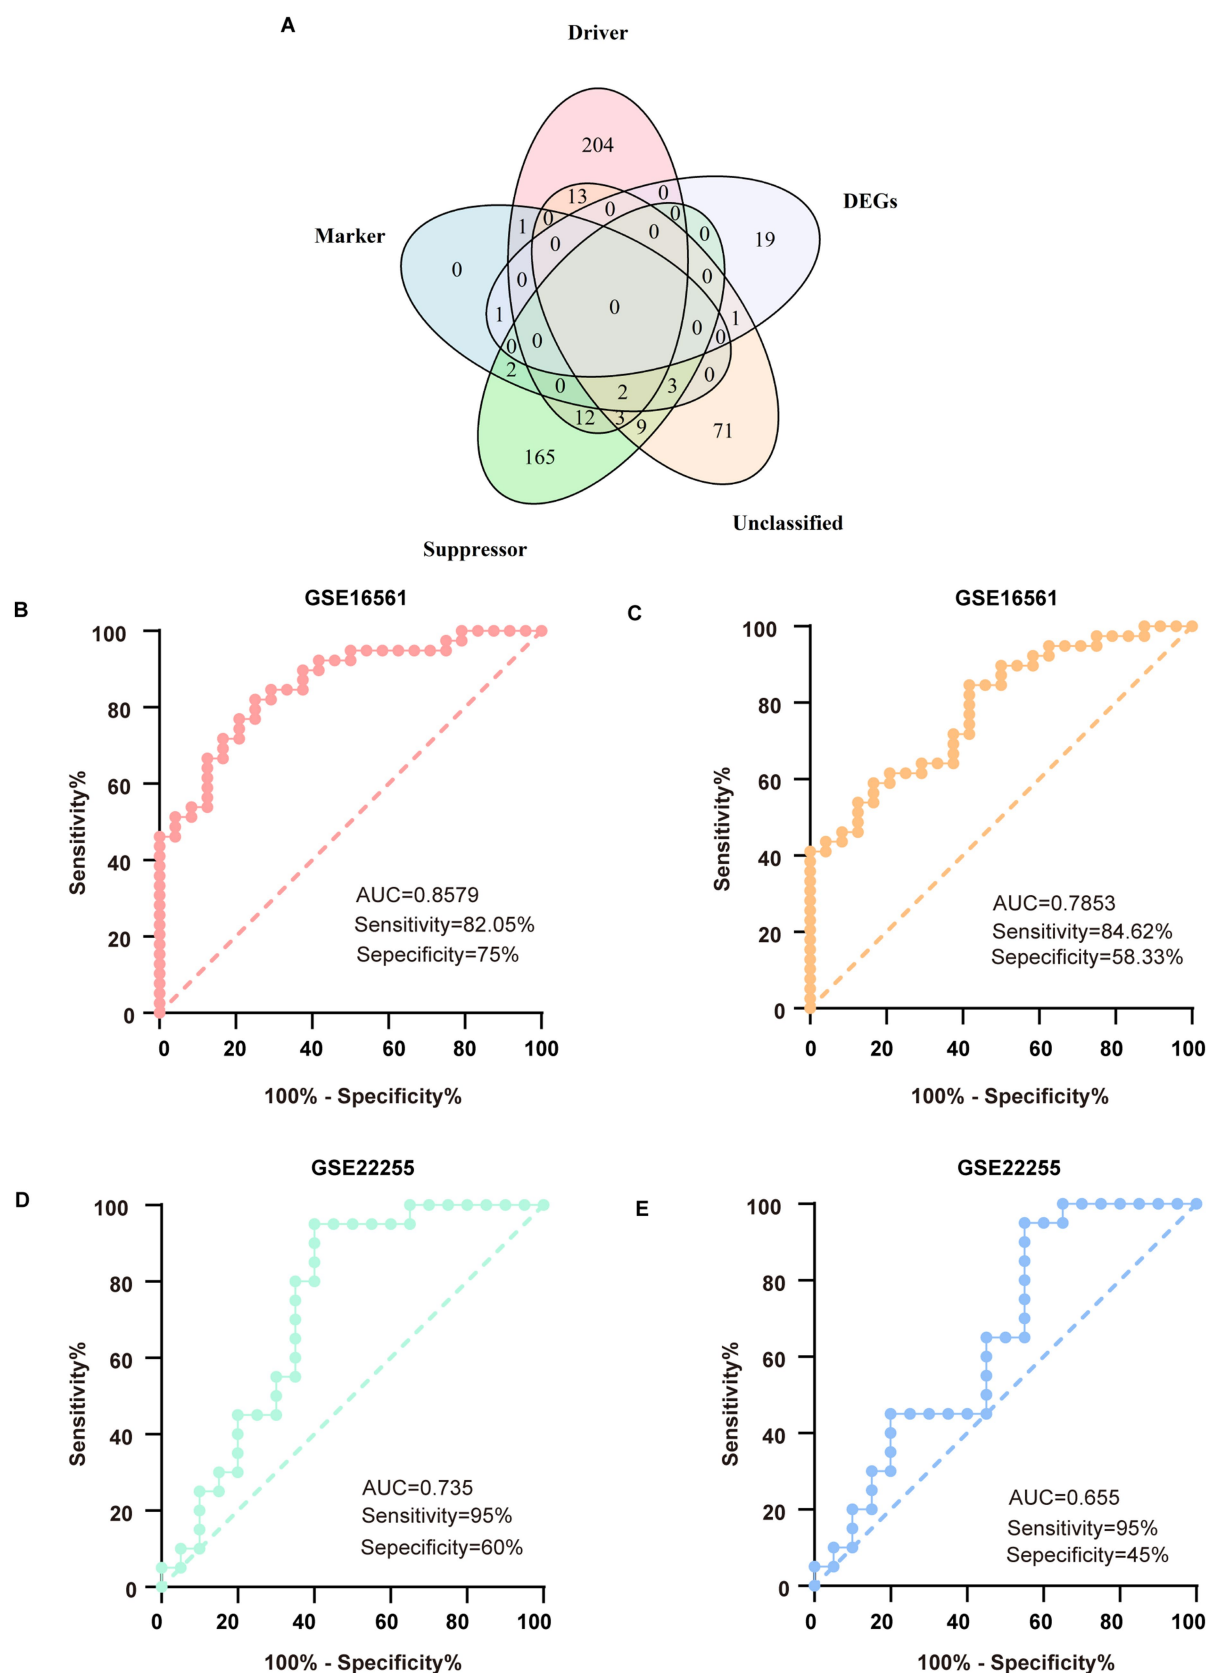 A
Driver
204
DEGs
13
0
0
1
0
0
0
0
19
Marker
0
0
0
0
0
0
1
0
1
0
0
0
0
2
0
2
3
0
12
3
9
71
165
Unclassified
Suppressor
B
GSE16561
100
80
60
40
20
0
Sensitivity%
AUC=0.8579
Sensitivity=82.05%
Sepecificity=75%
0 20 40 60 80 100
100% - Specificity%
C
GSE16561
100
80
60
40
20
0
Sensitivity%
AUC=0.7853
Sensitivity=84.62%
Sepecificity=58.33%
0 20 40 60 80 100
100% - Specificity%
D
GSE22255
100
80
60
40
20
0
Sensitivity%
AUC=0.735
Sensitivity=95%
Sepecificity=60%
0 20 40 60 80 100
100% - Specificity%
E
GSE22255
100
80
60
40
20
0
Sensitivity%
AUC=0.655
Sensitivity=95%
Sepecificity=45%
0 20 40 60 80 100
100% - Specificity%